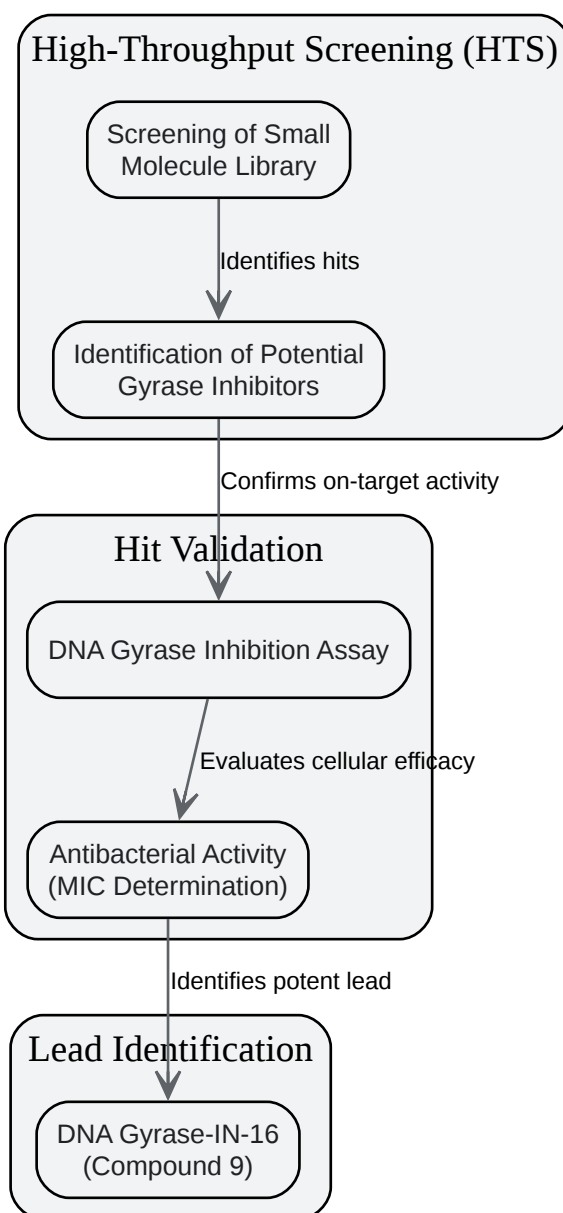 High-Throughput Screening (HTS)
Screening of Small
Molecule Library
Identifies hits
Identification of Potential
Gyrase Inhibitors
Confirms on-target activity
Hit Validation
DNA Gyrase Inhibition Assay
Evaluates cellular efficacy
Antibacterial Activity
(MIC Determination)
Identifies potent lead
Lead Identification
DNA Gyrase-IN-16
(Compound 9)